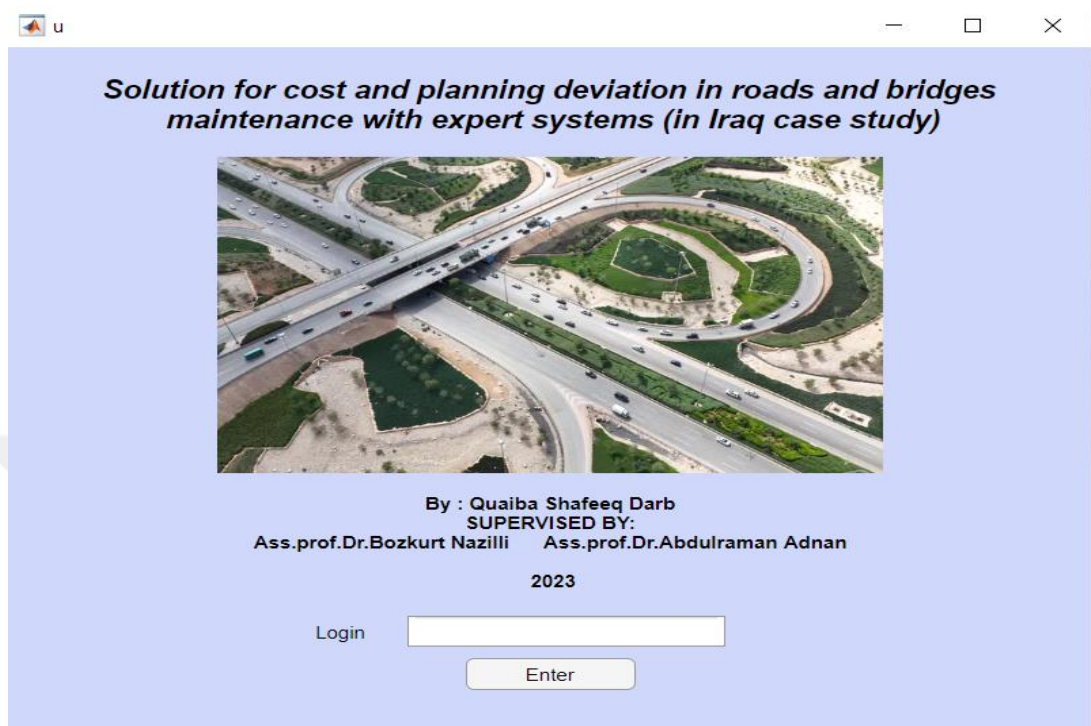 u
Solution for cost and planning deviation in roads and bridges
maintenance with expert systems (in Iraq case study)
By : Quaiba Shafeeq Darb
SUPERVISED BY:
Ass.prof.Dr.Bozkurt Nazilli Ass.prof.Dr.Abdulraman Adnan
2023
Login
Enter